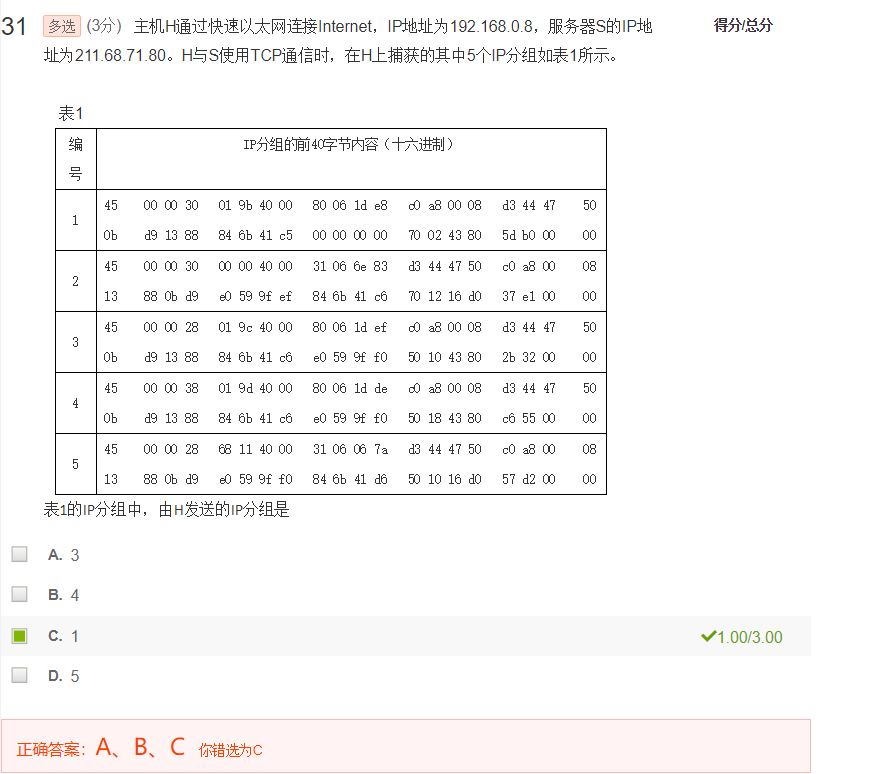 31 多选 (3分) 主机H通过快速以太网连接Internet，IP地址为192.168.0.8，服务器S的IP地 得分/总分
址为211.68.71.80。H与S使用TCP通信时，在H上捕获的其中5个IP分组如表1所示。
表1
编号 IP分组的前40字节内容（十六进制）
1 45 00 00 30 01 9b 40 00 80 06 1d e8 c0 a8 00 08 d3 44 47 50
0b d9 13 88 84 6b 41 c5 00 00 00 00 70 02 43 80 5d b0 00 00
2 45 00 00 30 00 00 40 00 31 06 6e 83 d3 44 47 50 c0 a8 00 08
13 88 0b d9 e0 59 9f ef 84 6b 41 c6 70 12 16 d0 37 e1 00 00
3 45 00 00 28 01 9c 40 00 80 06 1d ef c0 a8 00 08 d3 44 47 50
0b d9 13 88 84 6b 41 c6 e0 59 9f f0 50 10 43 80 2b 32 00 00
4 45 00 00 38 01 9d 40 00 80 06 1d de c0 a8 00 08 d3 44 47 50
0b d9 13 88 84 6b 41 c6 e0 59 9f f0 50 18 43 80 c6 55 00 00
5 45 00 00 28 68 11 40 00 31 06 06 7a d3 44 47 50 c0 a8 00 08
13 88 0b d9 e0 59 9f f0 84 6b 41 d6 50 10 16 d0 57 d2 00 00
表1的IP分组中，由H发送的IP分组是
A. 3
B. 4
C. 1 1.00/3.00
D. 5
正确答案：A、B、C 你错选为C